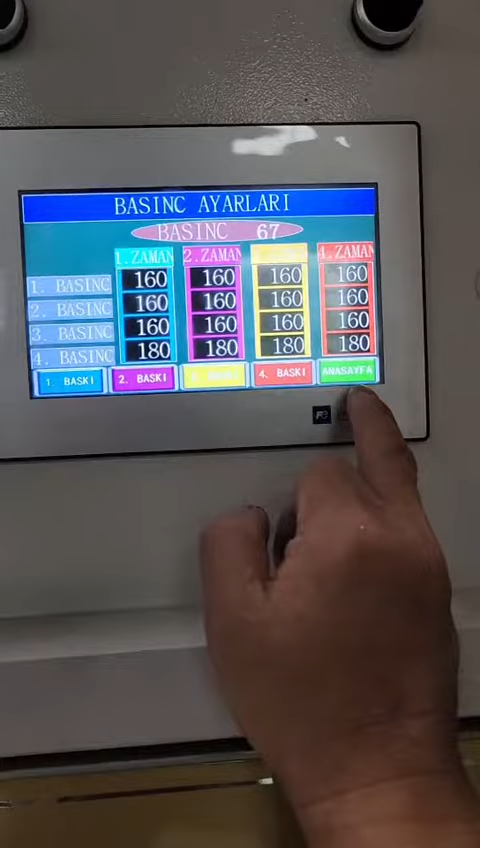 BASINC AYARLARI
BASINC 67
1.ZAMAN 2.ZAMAN 4.ZAMAN
1. BASINC 160 160 160 160
2. BASINC 160 160 160 160
3. BASINC 160 160 160 160
4. BASINC 180 180 180 180
1. BASKI 2. BASKI 4. BASKI ANASAYFA